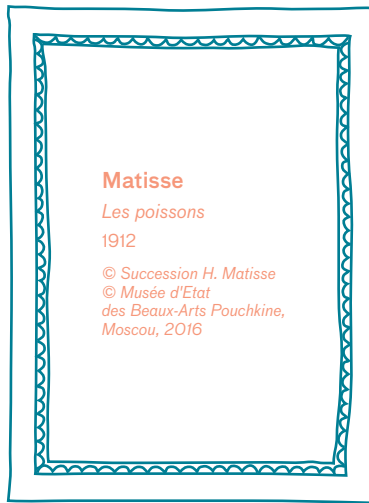 Matisse
Les poissons
1912
© Succession H. Matisse
© Musée d'Etat
des Beaux-Arts Pouchkine,
Moscou, 2016